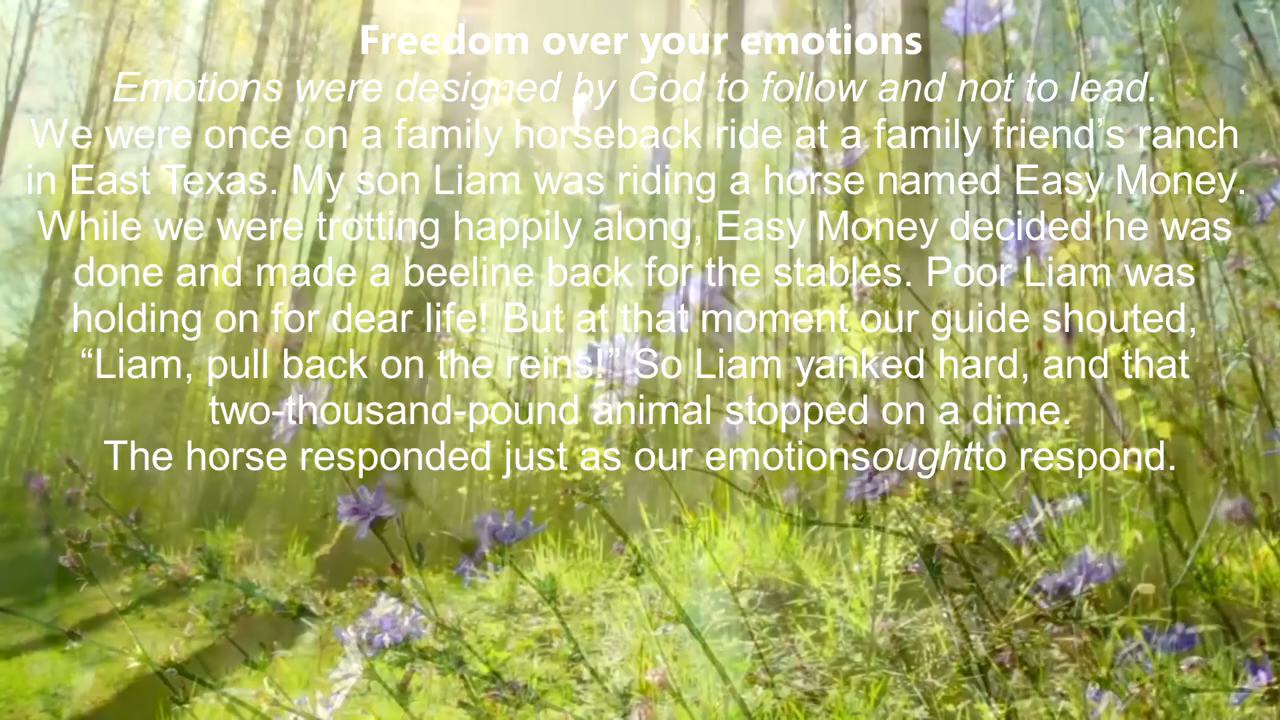 Freedom over your emotions
Emotions were designed by God to follow and not to lead.
We were once on a family horseback ride at a family friend’s ranch
in East Texas. My son Liam was riding a horse named Easy Money.
While we were trotting happily along, Easy Money decided he was
done and made a beeline back for the stables. Poor Liam was
holding on for dear life! But at that moment our guide shouted,
“Liam, pull back on the reins!” So Liam yanked hard, and that
two-thousand-pound animal stopped on a dime.
The horse responded just as our emotionsoughtto respond.